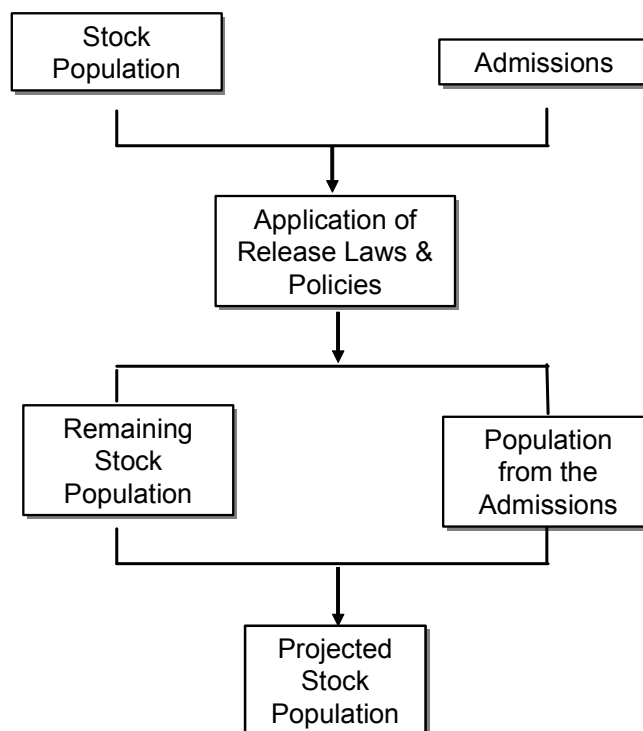 Stock
Population
Admissions
Application of
Release Laws &
Policies
Remaining
Stock
Population
Population
from the
Admissions
Projected
Stock
Population